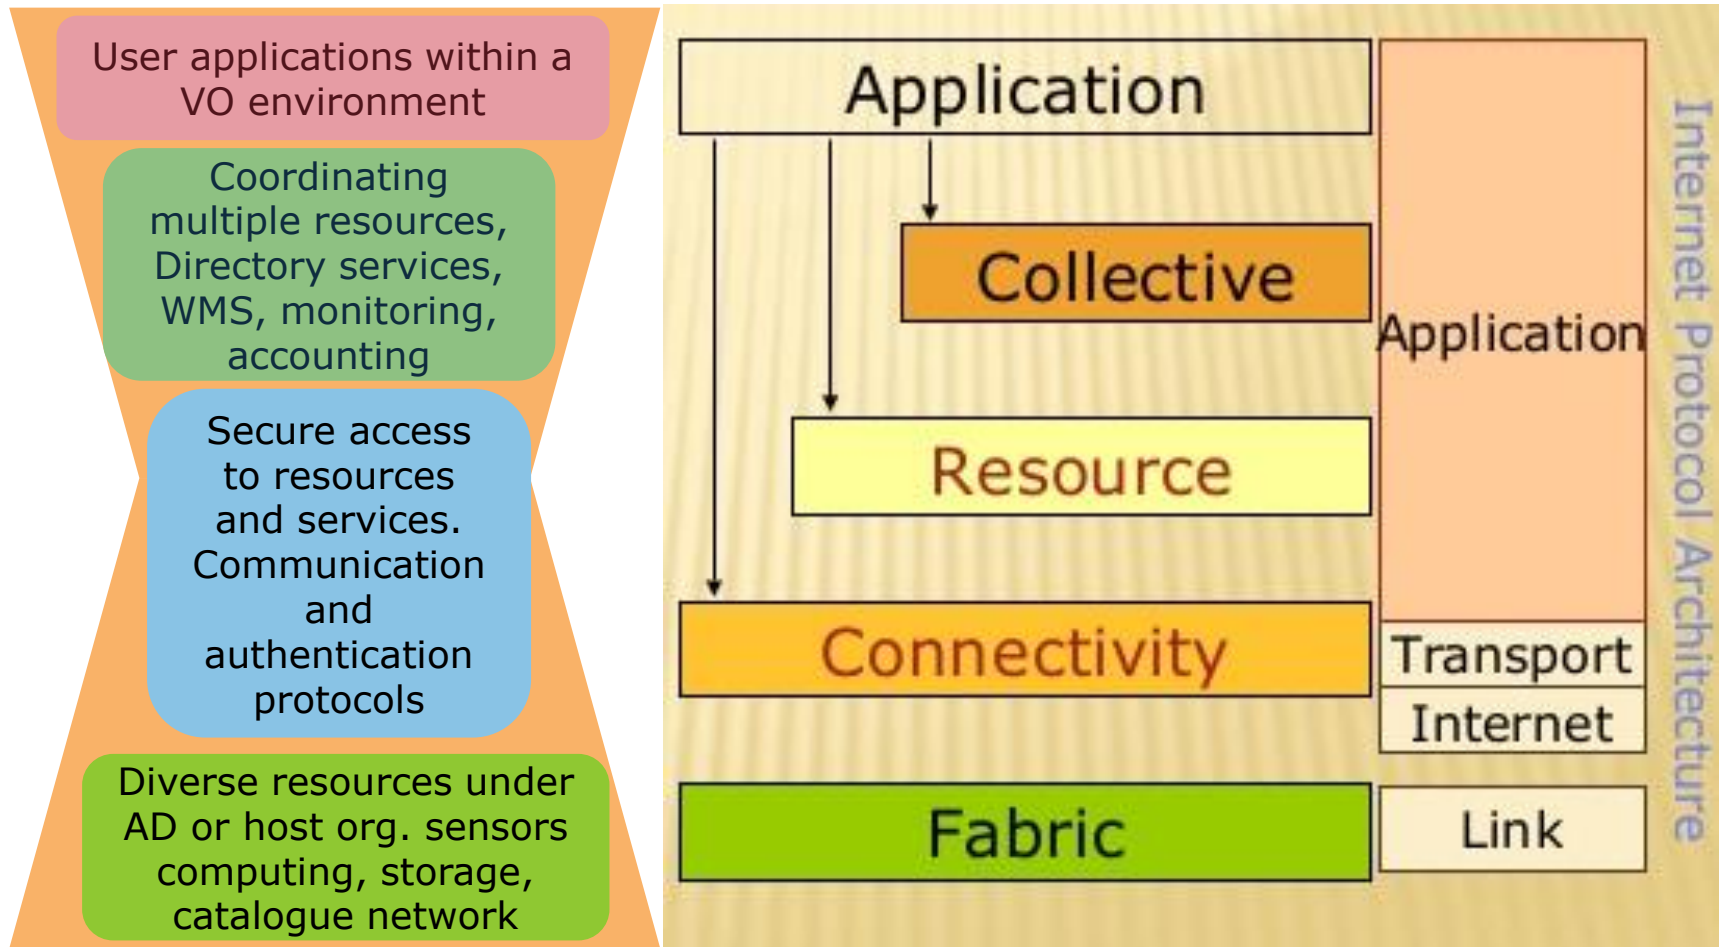 User applications within a
VO environment
Coordinating
multiple resources,
Directory services,
WMS, monitoring,
accounting
Secure access
to resources
and services.
Communication
and
authentication
protocols
Diverse resources under
AD or host org. sensors
computing, storage,
catalogue network
Application
Collective
Resource
Connectivity
Fabric
Application
Transport
Internet
Link
Internet Protocol Architecture